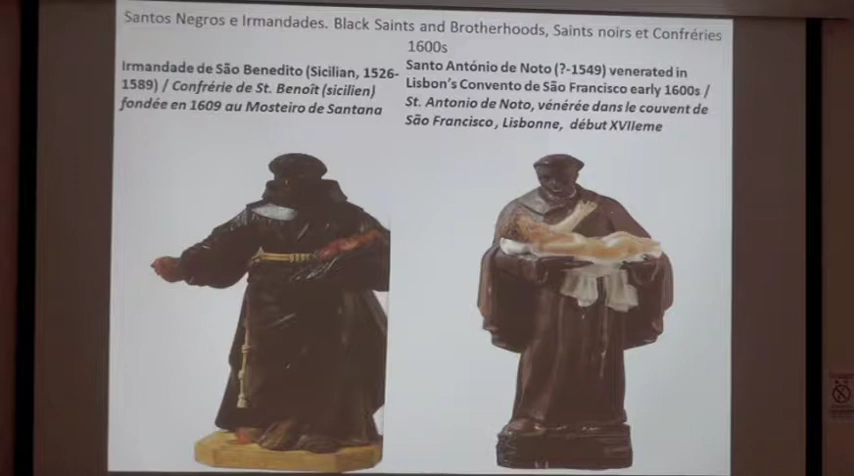 Santos Negros e Irmandades. Black Saints and Brotherhoods, Saints noirs et Confréries
1600s
Irmandade de São Benedito (Sicilian, 1526-
1589) / Confrérie de St. Benoît (sicilien)
fondée en 1609 au Mosteiro de Santana
Santo António de Noto (?-1549) venerated in
Lisbon's Convento de São Francisco early 1600s /
St. Antonio de Noto, vénérée dans le couvent de
São Francisco, Lisbonne, début XVIIeme